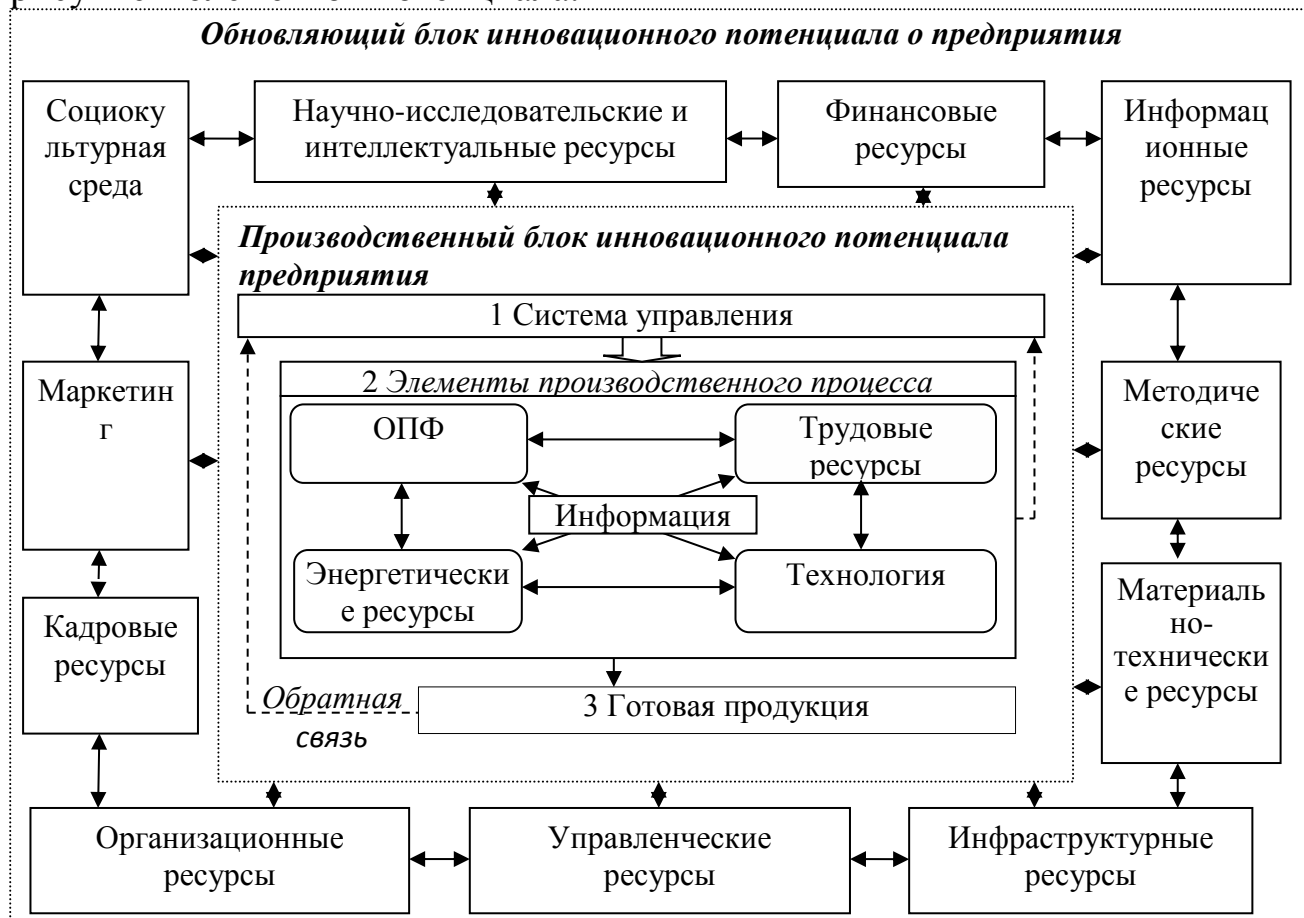 Обновляющий блок инновационного потенциала о предприятия
Социоку
льтурная
среда
Научно-исследовательские и
интеллектуальные ресурсы
Финансовые
ресурсы
Информац
ионные
ресурсы
Производственный блок инновационного потенциала
предприятия
1 Система управления
2 Элементы производственного процесса
Маркетин
г
ОПФ
Трудовые
ресурсы
Методиче
ские
ресурсы
Информация
Энергетически
е ресурсы
Технология
Кадровые
ресурсы
Материаль
но-
технически
е ресурсы
Обратная
связь
3 Готовая продукция
Организационные
ресурсы
Управленческие
ресурсы
Инфраструктурные
ресурсы